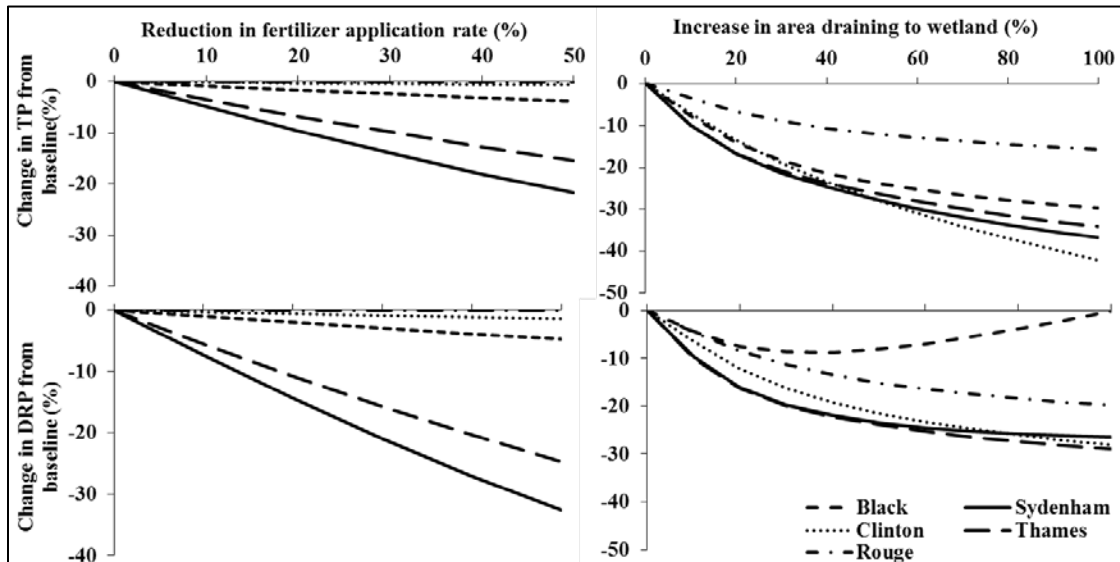 Reduction in fertilizer application rate (%)
0 10 20 30 40 50
Change in TP from
baseline(%)
0
-10
-20
-30
-40
Increase in area draining to wetland (%)
0 20 40 60 80 100
0
-10
-20
-30
-40
-50
Change in DRP from
baseline (%)
0
-10
-20
-30
-40
0
-10
-20
-30
-40
-50
Black Sydenham
Clinton Thames
Rouge